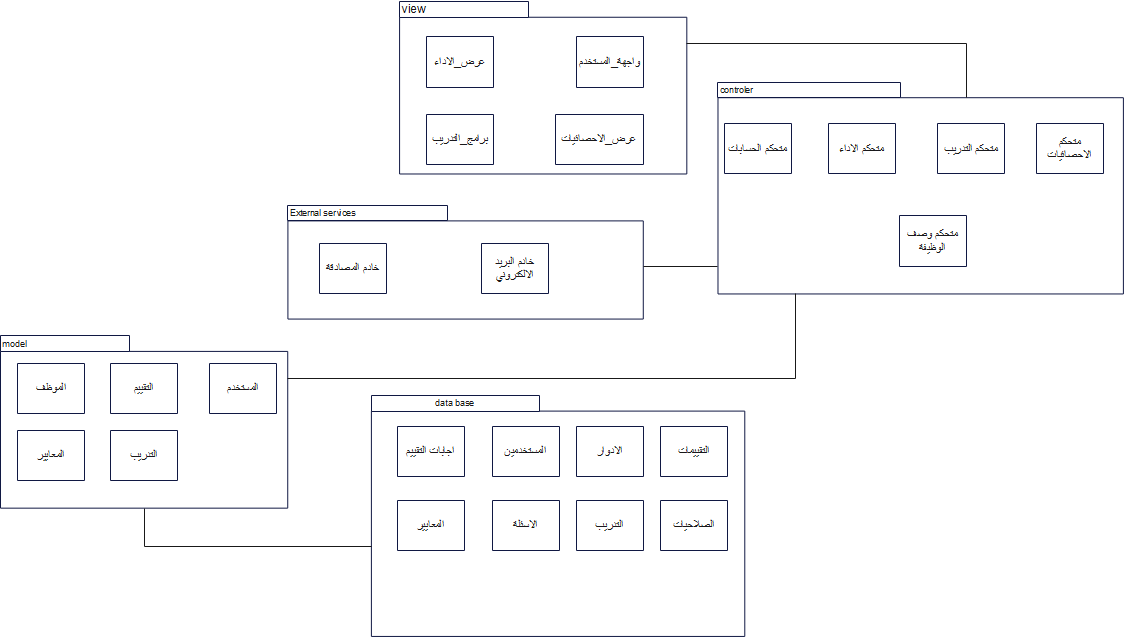 view
عرض_الاداء
واجهة_المستخدم
برامج_التدريب
عرض_الاحصائيات
controler
متحكم الحسابات
متحكم الاداء
متحكم التدريب
متحكم
الاحصائيات
متحكم وصف
الوظيفة
External services
خادم المصادقة
خادم البريد
الالكتروني
model
الموظف
التقييم
المستخدم
المعايير
التدريب
data base
اجابات التقييم
المستخدمين
الادوار
التقييمات
المعايير
الاسئلة
التدريب
الصلاحيات